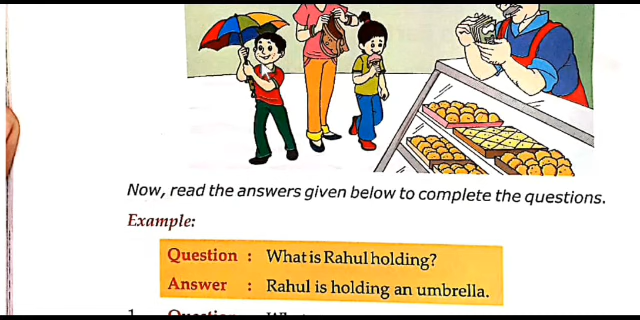 Now, read the answers given below to complete the questions.
Example:
Question : What is Rahul holding?
Answer : Rahul is holding an umbrella.